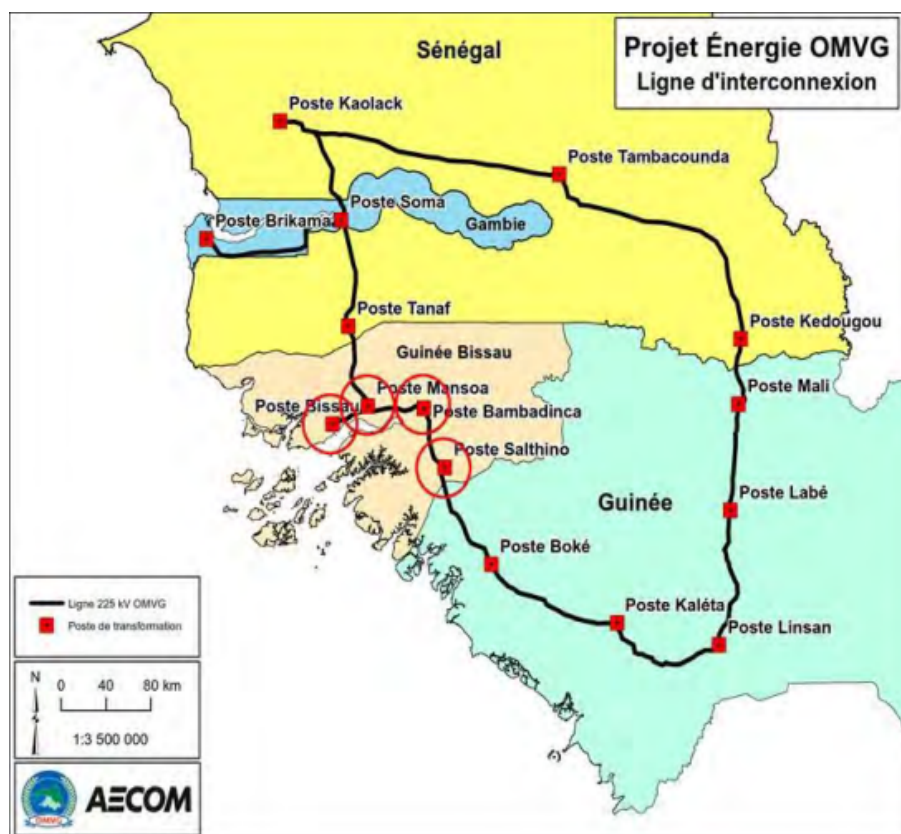 Projet Énergie OMVG
Ligne d'interconnexion
Sénégal
Poste Kaolack
Poste Tambacounda
Poste Soma
Poste Brikama
Gambie
Poste Tanaf
Poste Kedougou
Guinée Bissau
Poste Mansoa
Poste Mali
Poste Bissau
Poste Bambadinca
Poste Salthino
Guinée
Poste Labé
Poste Boké
Poste Kaléta
Poste Linsan
Ligne 225 kV OMVG
Poste de transformation
N
0 40 80 km
1:3 500 000
OMVG
AECOM